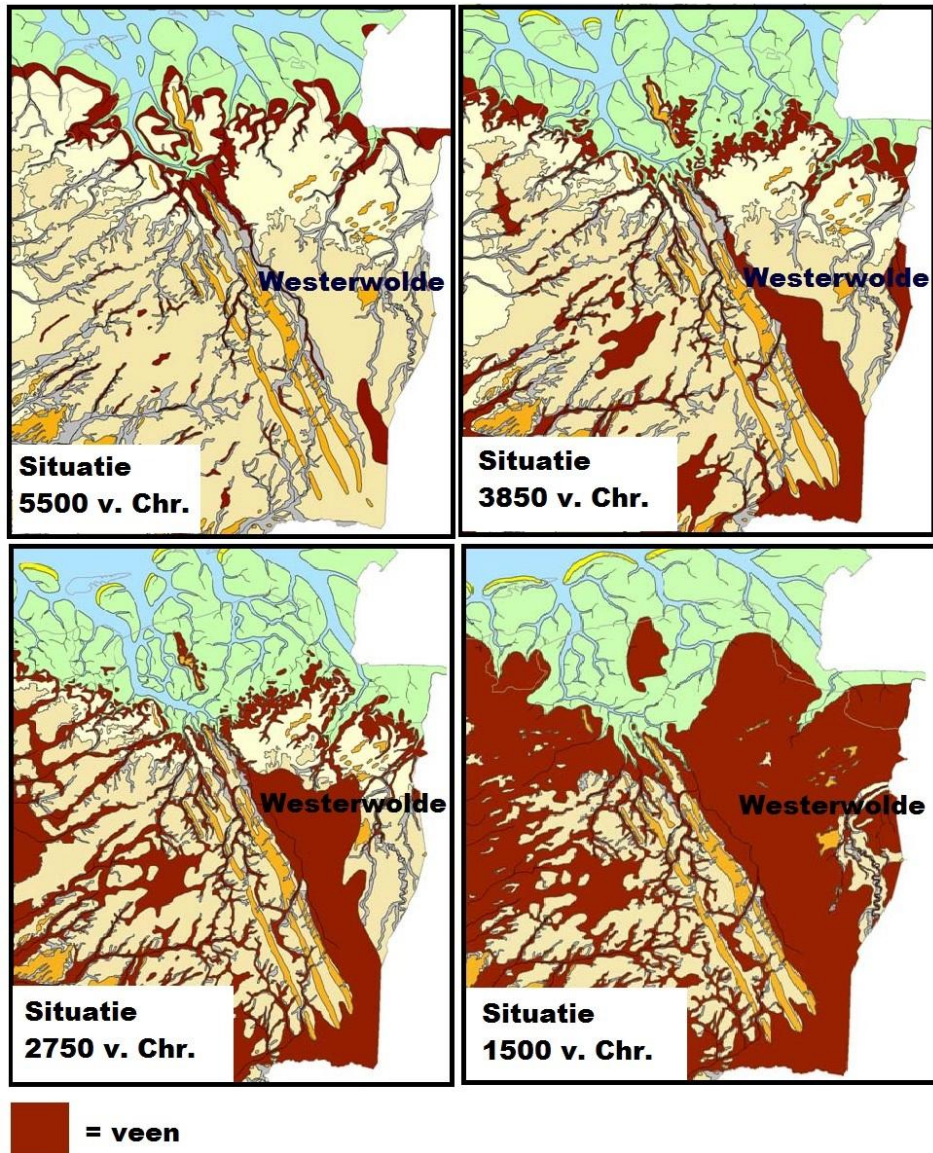 Westerwolde
Situatie
5500 v. Chr.
Westerwolde
Situatie
3850 v. Chr.
Westerwolde
Situatie
2750 v. Chr.
Westerwolde
Situatie
1500 v. Chr.
= veen